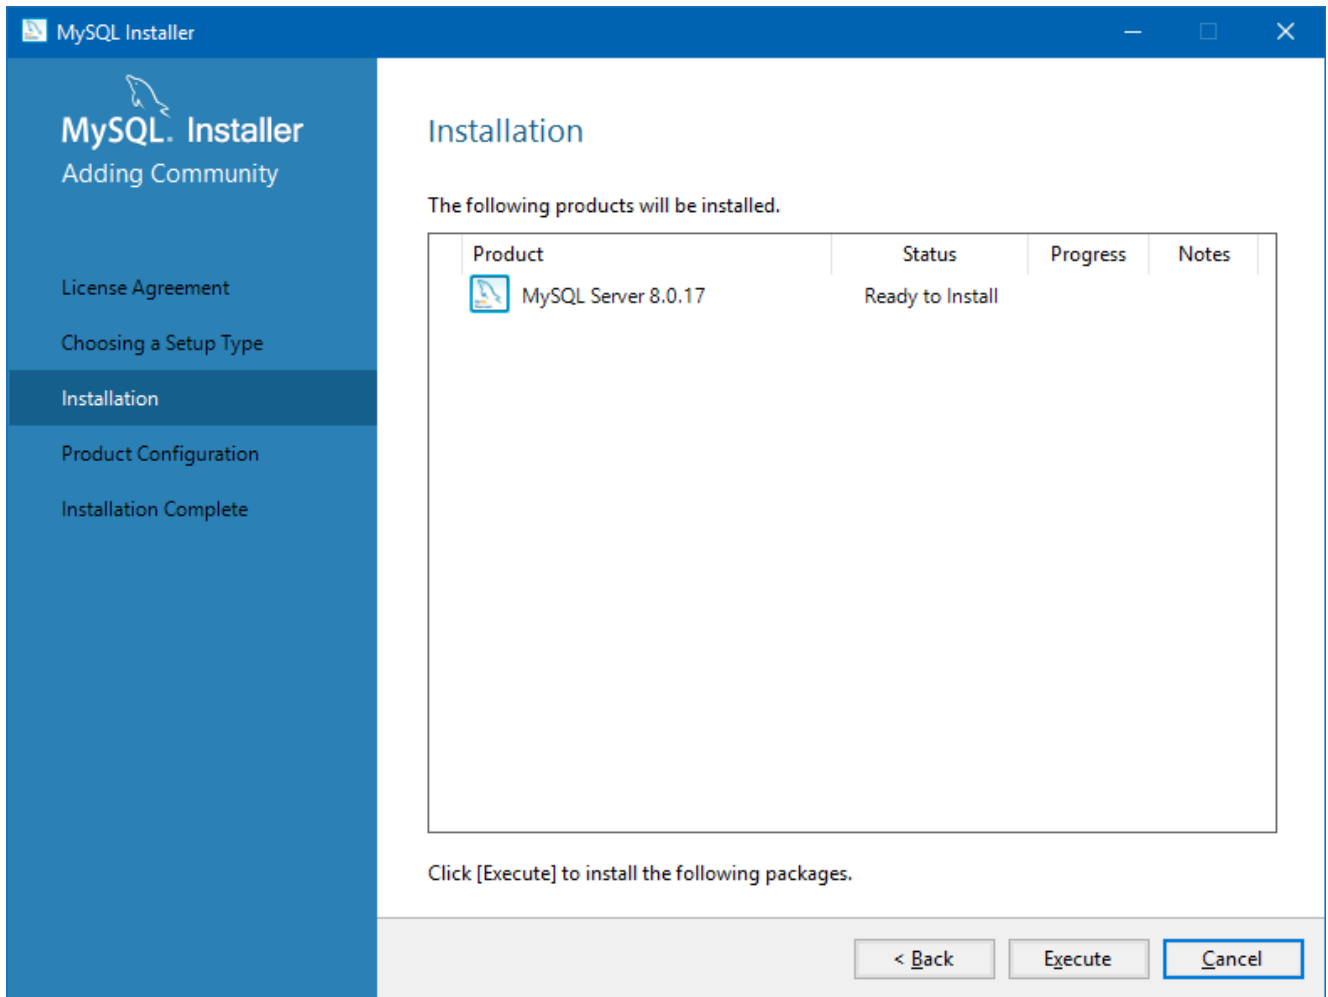 MySQL Installer
MySQL. Installer
Adding Community
License Agreement
Choosing a Setup Type
Installation
Product Configuration
Installation Complete
Installation
The following products will be installed.
Product Status Progress Notes
MySQL Server 8.0.17 Ready to Install
Click [Execute] to install the following packages.
< Back Execute Cancel